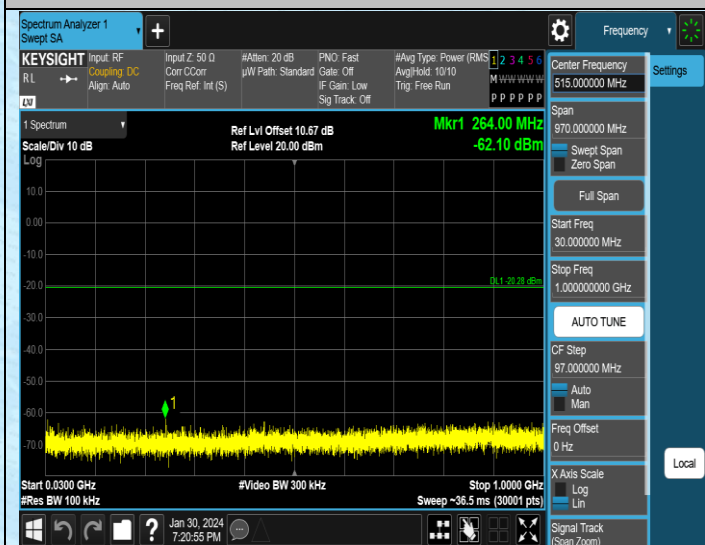 Spectrum Analyzer 1
Swept SA
+
Frequency
KEYSIGHT
RL
LXI
Input: RF
Coupling: DC
Align: Auto
Input Z: 50 Ω
Corr CCorr
Freq Ref: Int (S)
#Atten: 20 dB
µW Path: Standard
PNO: Fast
Gate: Off
IF Gain: Low
Sig Track: Off
#Avg Type: Power (RMS
Avg|Hold: 10/10
Trig: Free Run
1 2 3 4 5 6
M W W W W W
P P P P P P
1 Spectrum
Scale/Div 10 dB
Log
Ref Lvl Offset 10.67 dB
Ref Level 20.00 dBm
Mkr1 264.00 MHz
-62.10 dBm
10.0
0.00
-10.0
-20.0
-30.0
-40.0
-50.0
-60.0
-70.0
DL1 -20.28 dBm
1
Start 0.0300 GHz
#Res BW 100 kHz
#Video BW 300 kHz
Stop 1.0000 GHz
Sweep ~36.5 ms (30001 pts)
?
Jan 30, 2024
7:20:55 PM
Center Frequency
515.000000 MHz
Span
970.000000 MHz
Swept Span
Zero Span
Full Span
Start Freq
30.000000 MHz
Stop Freq
1.000000000 GHz
AUTO TUNE
CF Step
97.000000 MHz
Auto
Man
Freq Offset
0 Hz
X Axis Scale
Log
Lin
Signal Track
(Span Zoom)
Settings
Local